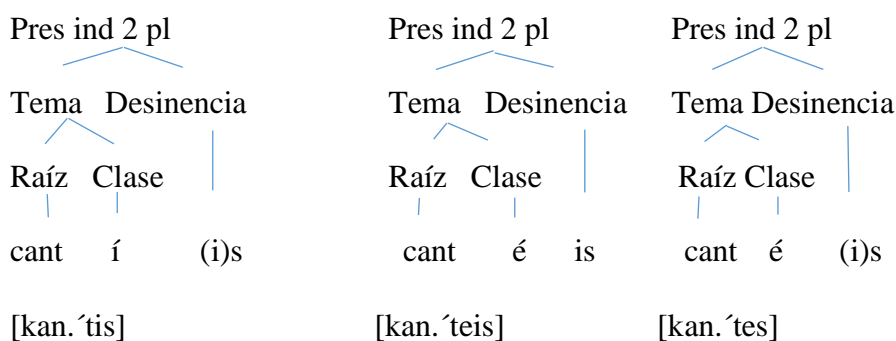 Pres ind 2 pl Pres ind 2 pl Pres ind 2 pl
Tema Desinencia Tema Desinencia Tema Desinencia
Raíz Clase Raíz Clase Raíz Clase
cant í (i)s cant é is cant é (i)s
[kan.´tis] [kan.´teis] [kan.´tes]